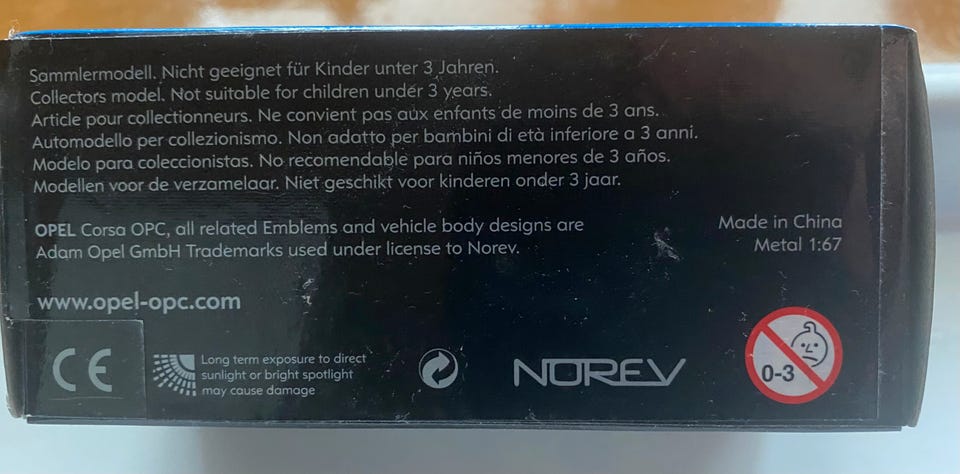 Sammlermodell. Nicht geeignet für Kinder unter 3 Jahren.
Collectors model. Not suitable for children under 3 years.
Article pour collectionneurs. Ne convient pas aux enfants de moins de 3 ans.
Automodello per collezionismo. Non adatto per bambini di età inferiore a 3 anni.
Modelo para coleccionistas. No recomendable para niños menores de 3 años.
Modellen voor de verzamelaar. Niet geschikt voor kinderen onder 3 jaar.
OPEL Corsa OPC, all related Emblems and vehicle body designs are
Adam Opel GmbH Trademarks used under license to Norev.
Made in China
Metal 1:67
www.opel-opc.com
CE
Long term exposure to direct
sunlight or bright spotlight
may cause damage
NOREV
0-3